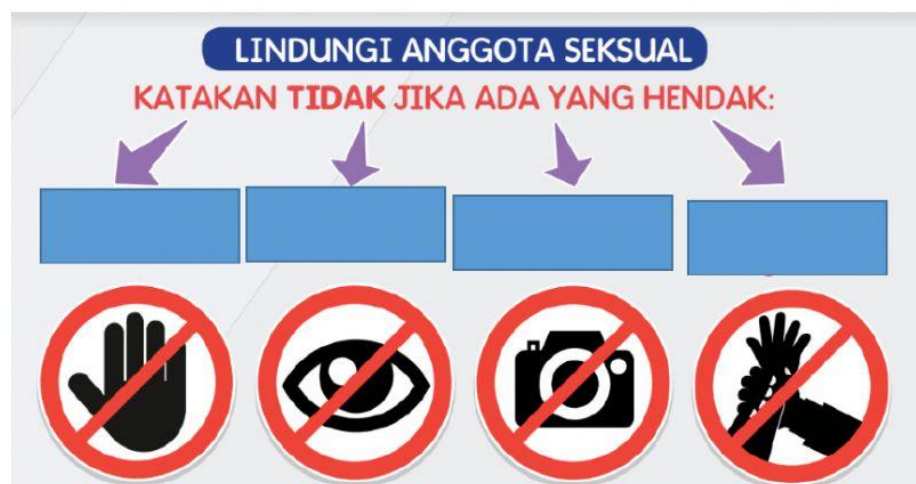 LINDUNGI ANGGOTA SEKSUAL
KATAKAN TIDAK JIKA ADA YANG HENDAK: